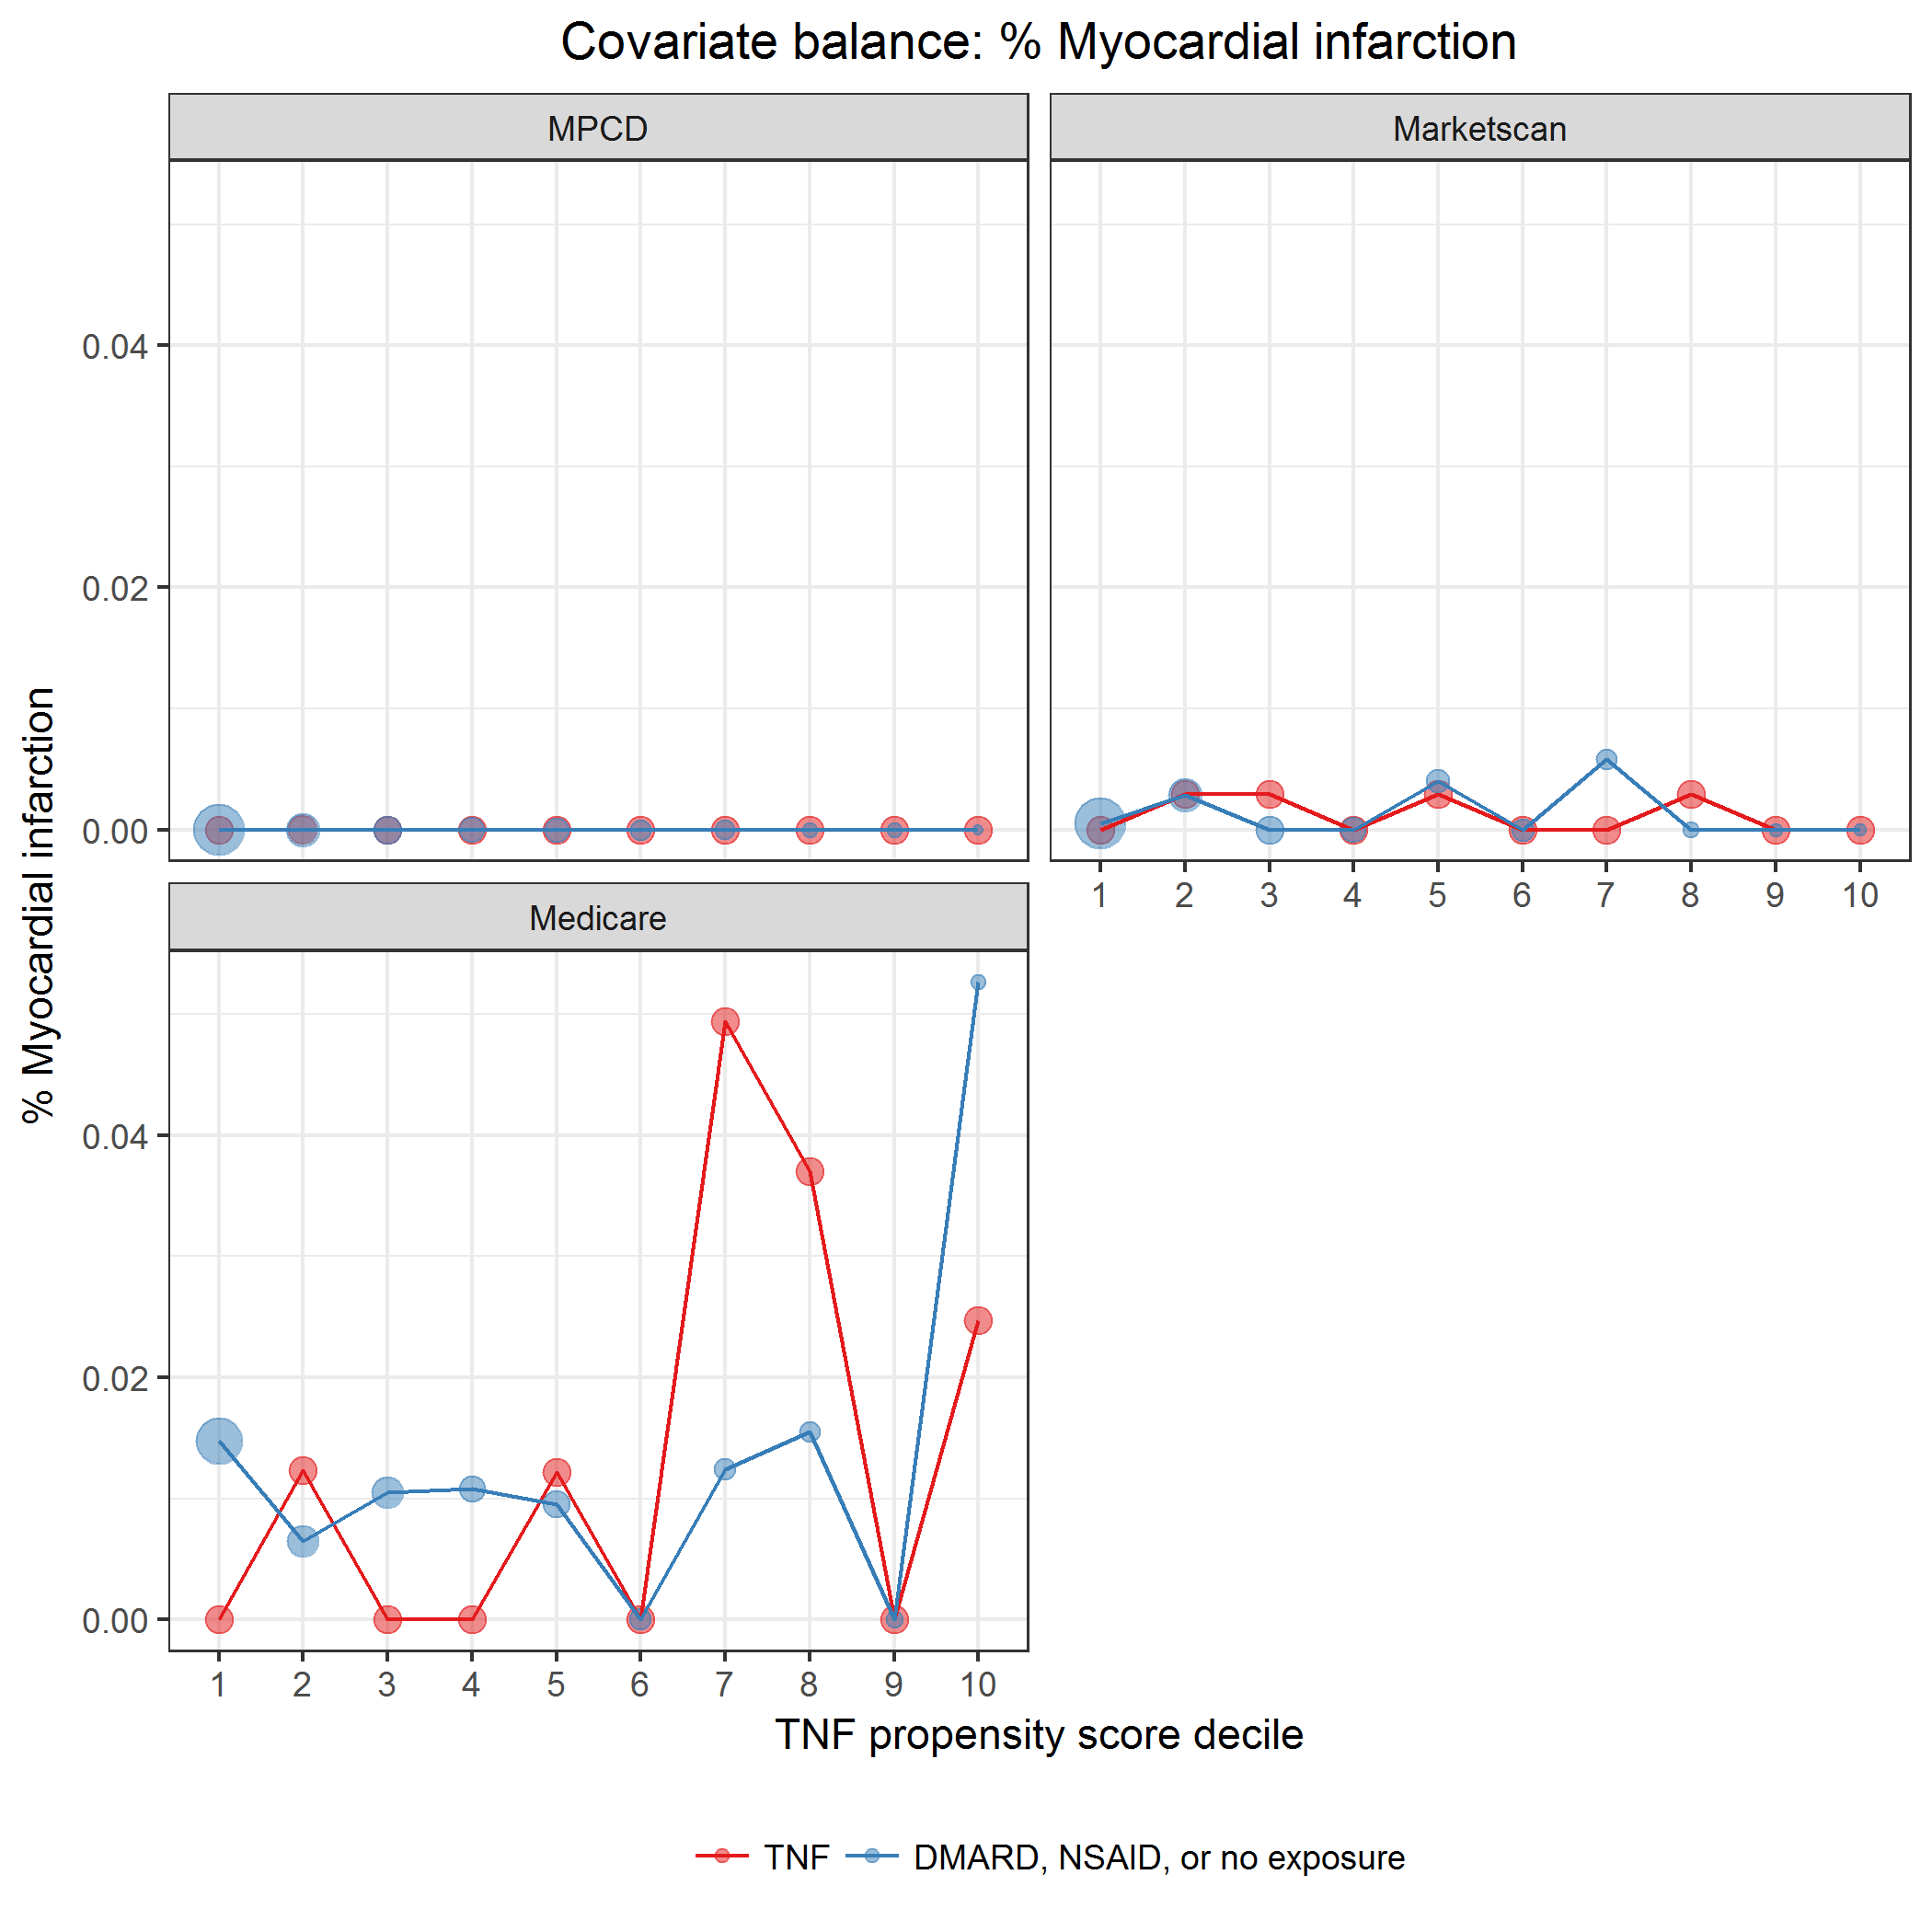 Covariate balance: % Myocardial infarction
MPCD
Marketscan
0.04
0.02
0.00
1 2 3 4 5 6 7 8 9 10
% Myocardial infarction
Medicare
0.04
0.02
0.00
1 2 3 4 5 6 7 8 9 10
TNF propensity score decile
TNF DMARD, NSAID, or no exposure